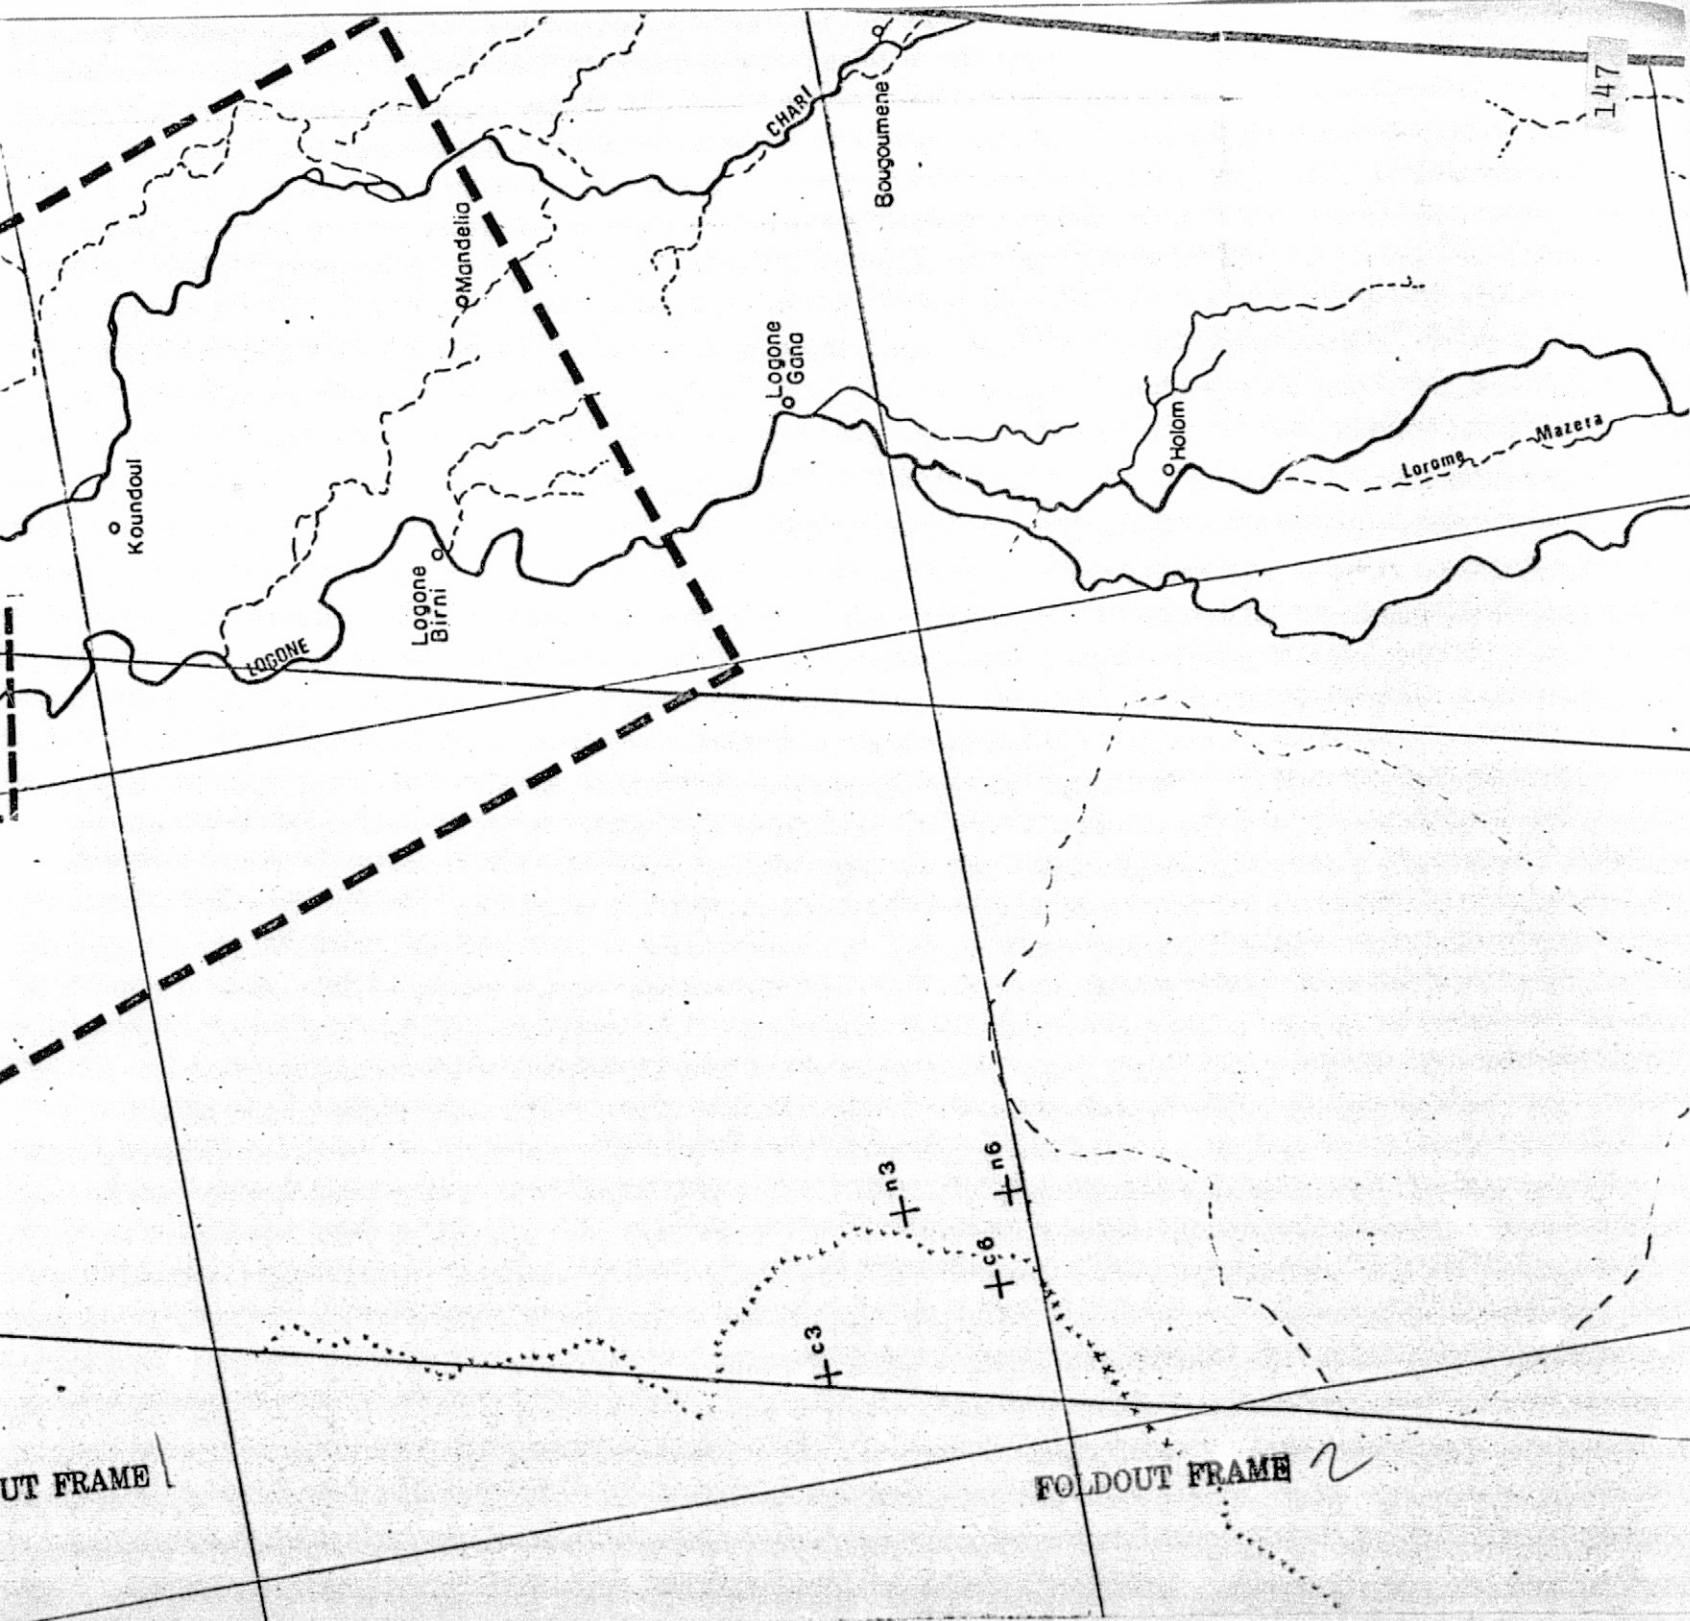 147
CHARI
Bougoumene
Mandelia
Logone
Gana
Holom
Lorome
Mazera
Koundoul
Logone
Birni
LOGONE
n3
n6
c6
c3
UT FRAME 1
FOLDOUT FRAME 2